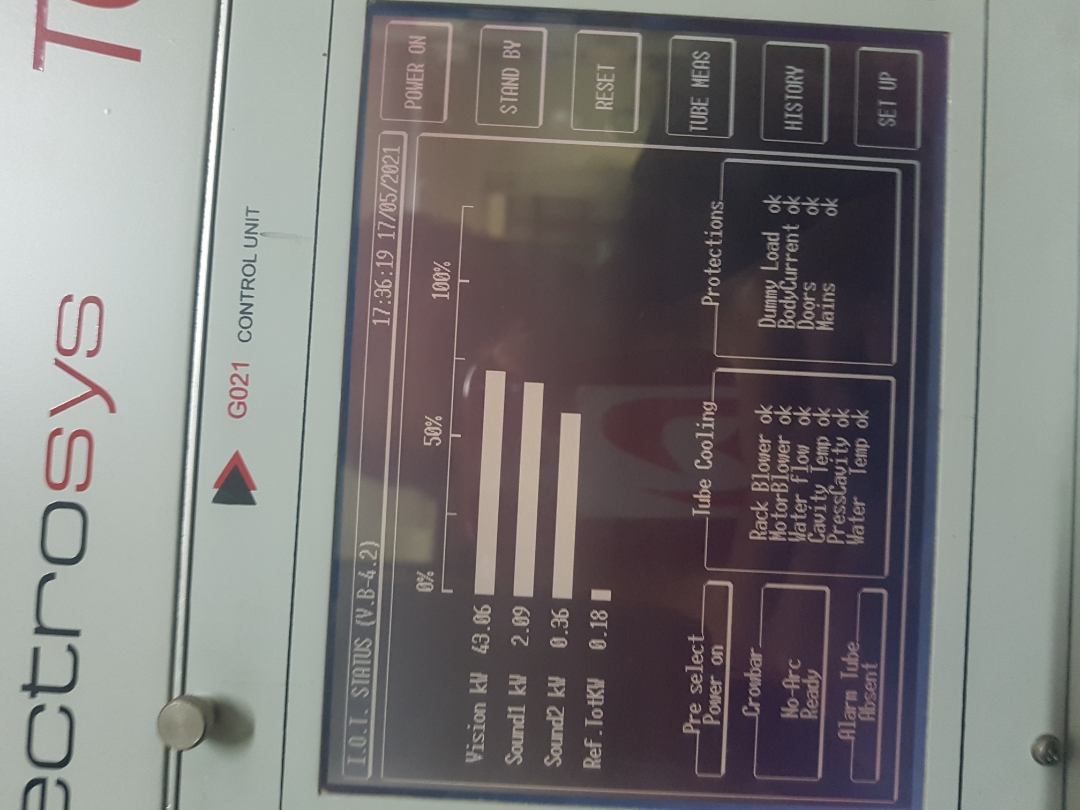 ectrosys
G021 CONTROL UNIT
I.O.T. STATUS (V.B-4.2)
17:36:19 17/05/2021
0% 50% 100%
Vision kW 43.06
Sound1 kW 2.09
Sound2 kW 0.36
Ref.TotKW 0.18
POWER ON
STAND BY
RESET
TUBE MEAS
HISTORY
SET UP
Pre select
Power on
Crowbar
No-Arc
Ready
Alarm Tube
Absent
Tube Cooling
Rack Blower ok
MotorBlower ok
Water flow ok
Cavity Temp ok
PressCavity ok
Water Temp ok
Protections
Dummy Load ok
BodyCurrent ok
Doors ok
Mains ok